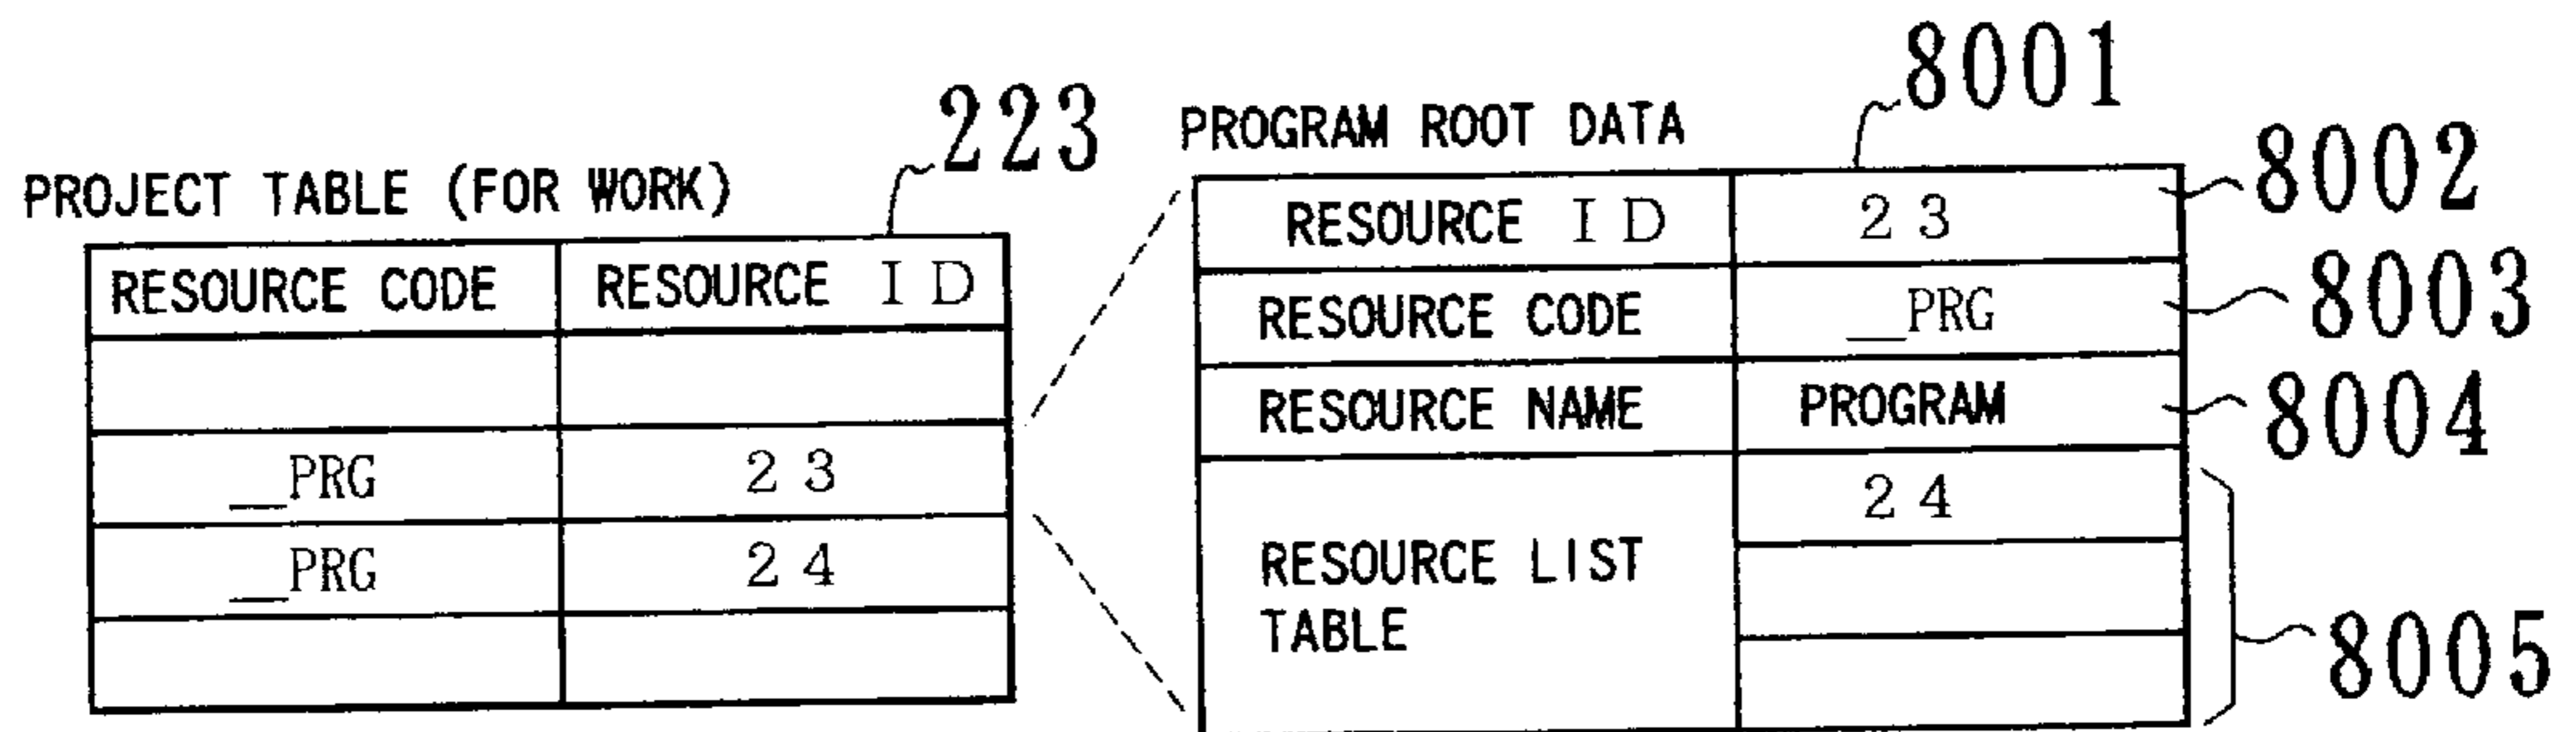 PROJECT TABLE (FOR WORK)
223
RESOURCE CODE RESOURCE ID
__PRG 23
__PRG 24
PROGRAM ROOT DATA
8001
RESOURCE ID 23 8002
RESOURCE CODE __PRG 8003
RESOURCE NAME PROGRAM 8004
RESOURCE LIST
TABLE
24
8005